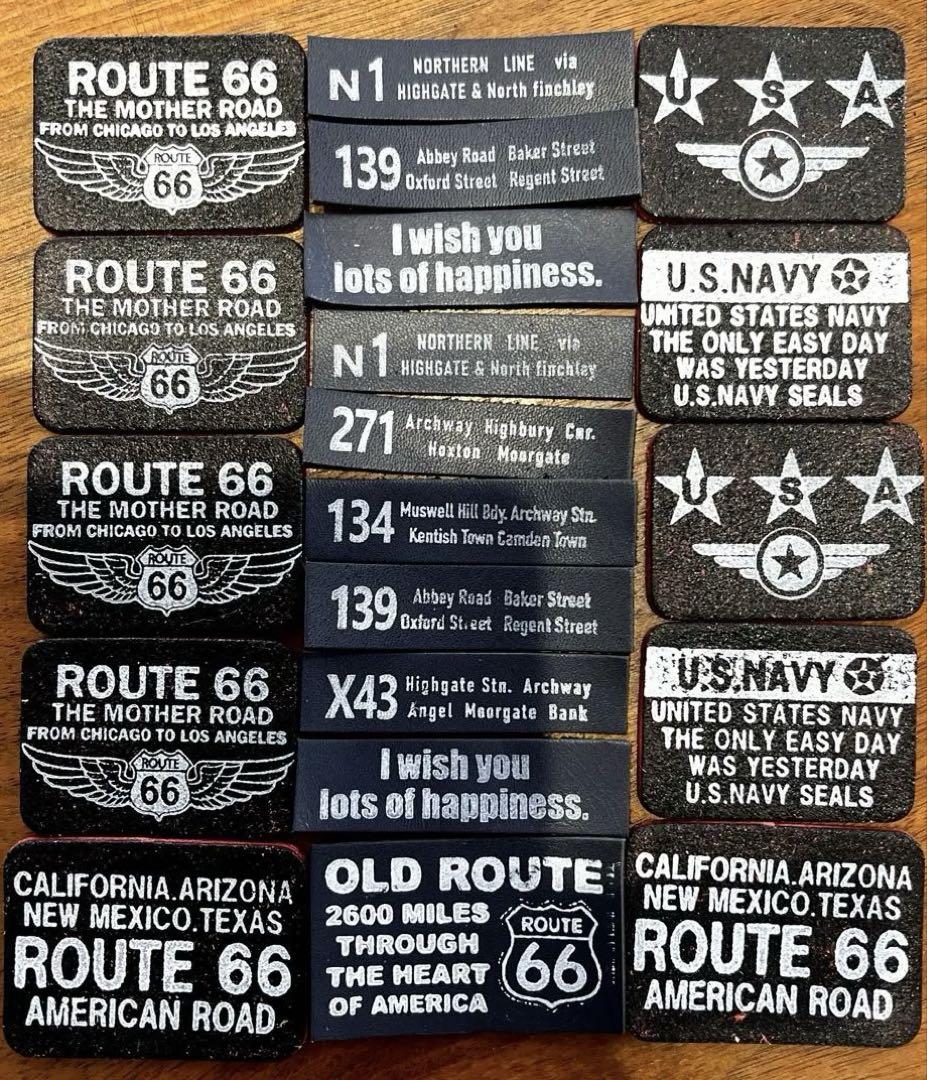 ROUTE 66
THE MOTHER ROAD
FROM CHICAGO TO LOS ANGELES
ROUTE
66
ROUTE 66
THE MOTHER ROAD
FROM CHICAGO TO LOS ANGELES
ROUTE
66
ROUTE 66
THE MOTHER ROAD
FROM CHICAGO TO LOS ANGELES
ROUTE
66
ROUTE 66
THE MOTHER ROAD
FROM CHICAGO TO LOS ANGELES
ROUTE
66
CALIFORNIA.ARIZONA
NEW MEXICO.TEXAS
ROUTE 66
AMERICAN ROAD
N1 NORTHERN LINE via
HIGHGATE & North finchley
139 Abbey Road Baker Street
Oxford Street Regent Street
I wish you
lots of happiness.
N1 NORTHERN LINE via
HIGHGATE & North finchley
271 Archway Highbury Cnr.
Hoxton Moorgate
134 Muswell Hill Bdy. Archway Stn.
Kentish Town Camden Town
139 Abbey Road Baker Street
Oxford Street Regent Street
X43 Highgate Stn. Archway
Angel Moorgate Bank
I wish you
lots of happiness.
OLD ROUTE
2600 MILES
THROUGH
THE HEART
OF AMERICA
ROUTE
66
USA
U.S.NAVY
UNITED STATES NAVY
THE ONLY EASY DAY
WAS YESTERDAY
U.S.NAVY SEALS
USA
U.S.NAVY
UNITED STATES NAVY
THE ONLY EASY DAY
WAS YESTERDAY
U.S.NAVY SEALS
CALIFORNIA.ARIZONA
NEW MEXICO.TEXAS
ROUTE 66
AMERICAN ROAD